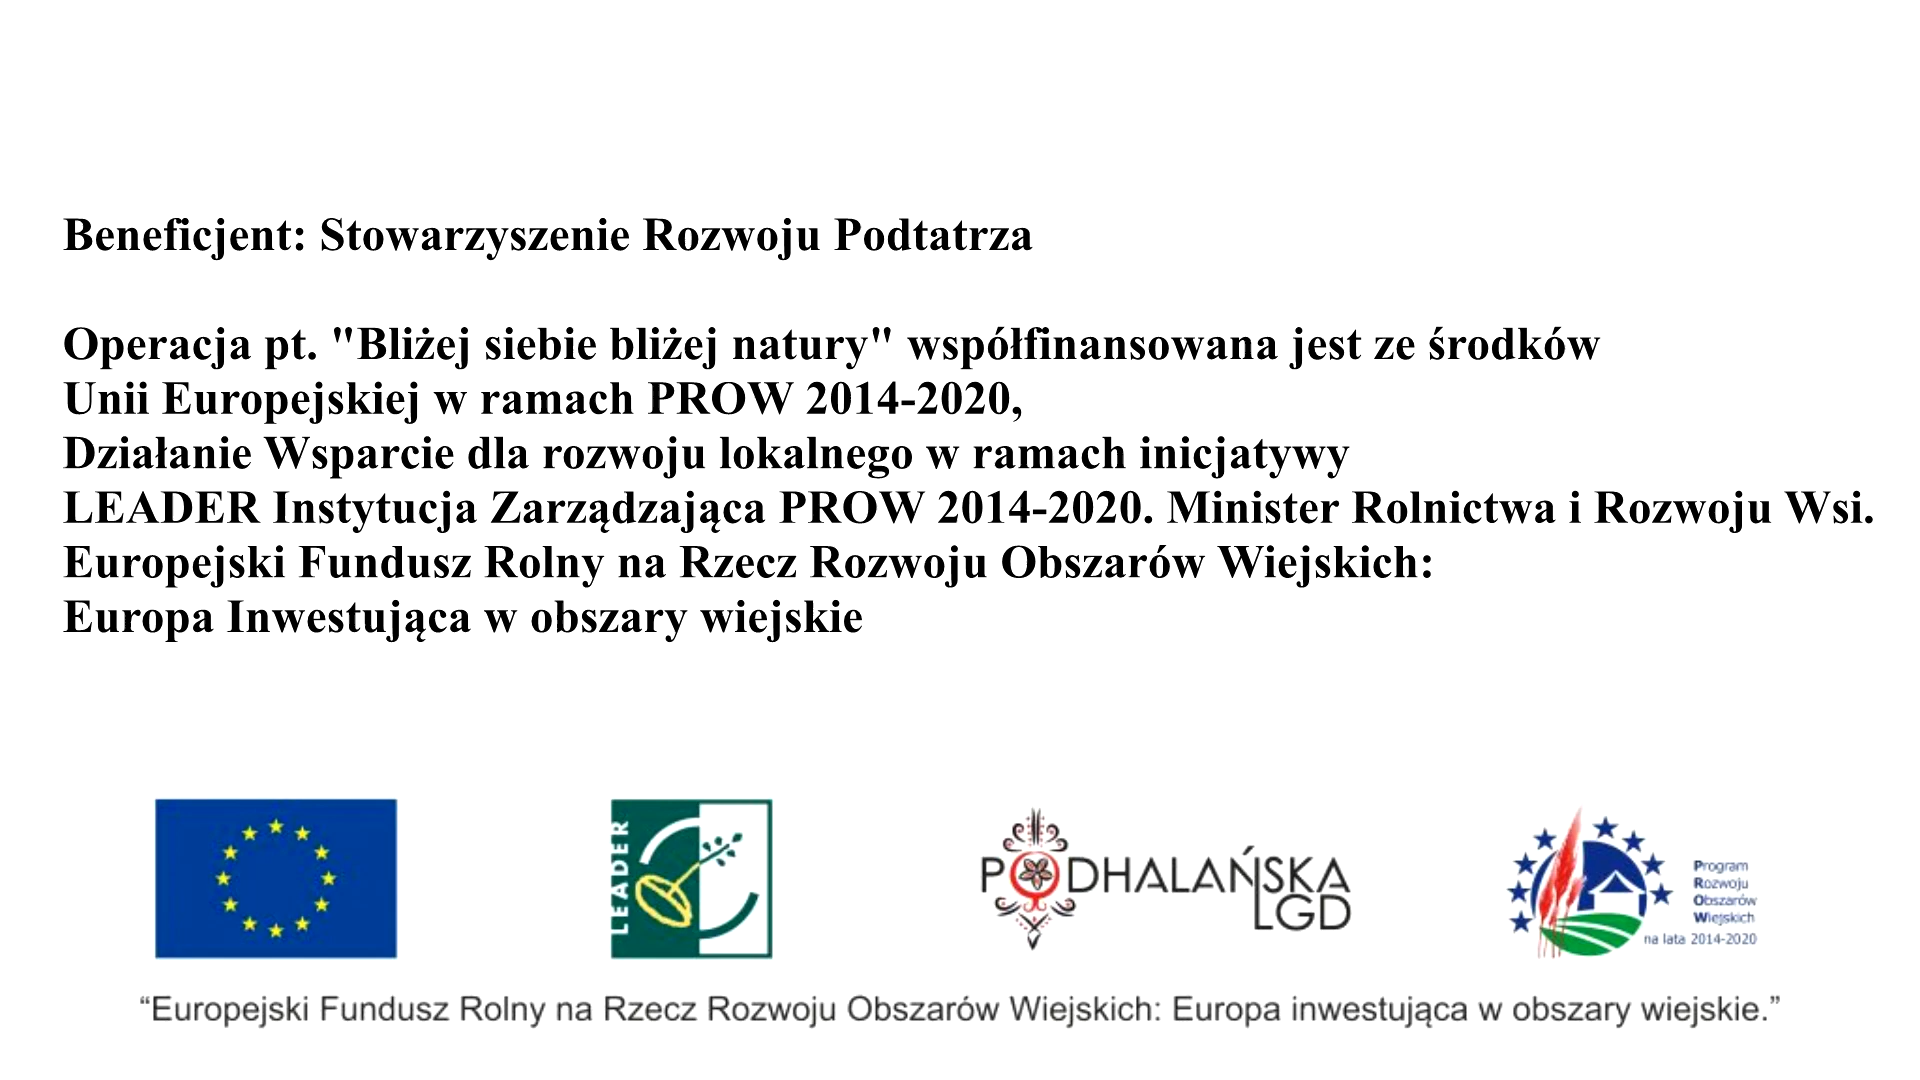 Beneficjent: Stowarzyszenie Rozwoju Podtatrza
Operacja pt. "Bliżej siebie bliżej natury" współfinansowana jest ze środków
Unii Europejskiej w ramach PROW 2014-2020,
Działanie Wsparcie dla rozwoju lokalnego w ramach inicjatywy
LEADER Instytucja Zarządzająca PROW 2014-2020. Minister Rolnictwa i Rozwoju Wsi.
Europejski Fundusz Rolny na Rzecz Rozwoju Obszarów Wiejskich:
Europa Inwestująca w obszary wiejskie
LEADER
PODHALAŃSKA
LGD
Program
Rozwoju
Obszarów
Wiejskich
na lata 2014-2020
“Europejski Fundusz Rolny na Rzecz Rozwoju Obszarów Wiejskich: Europa inwestująca w obszary wiejskie.”